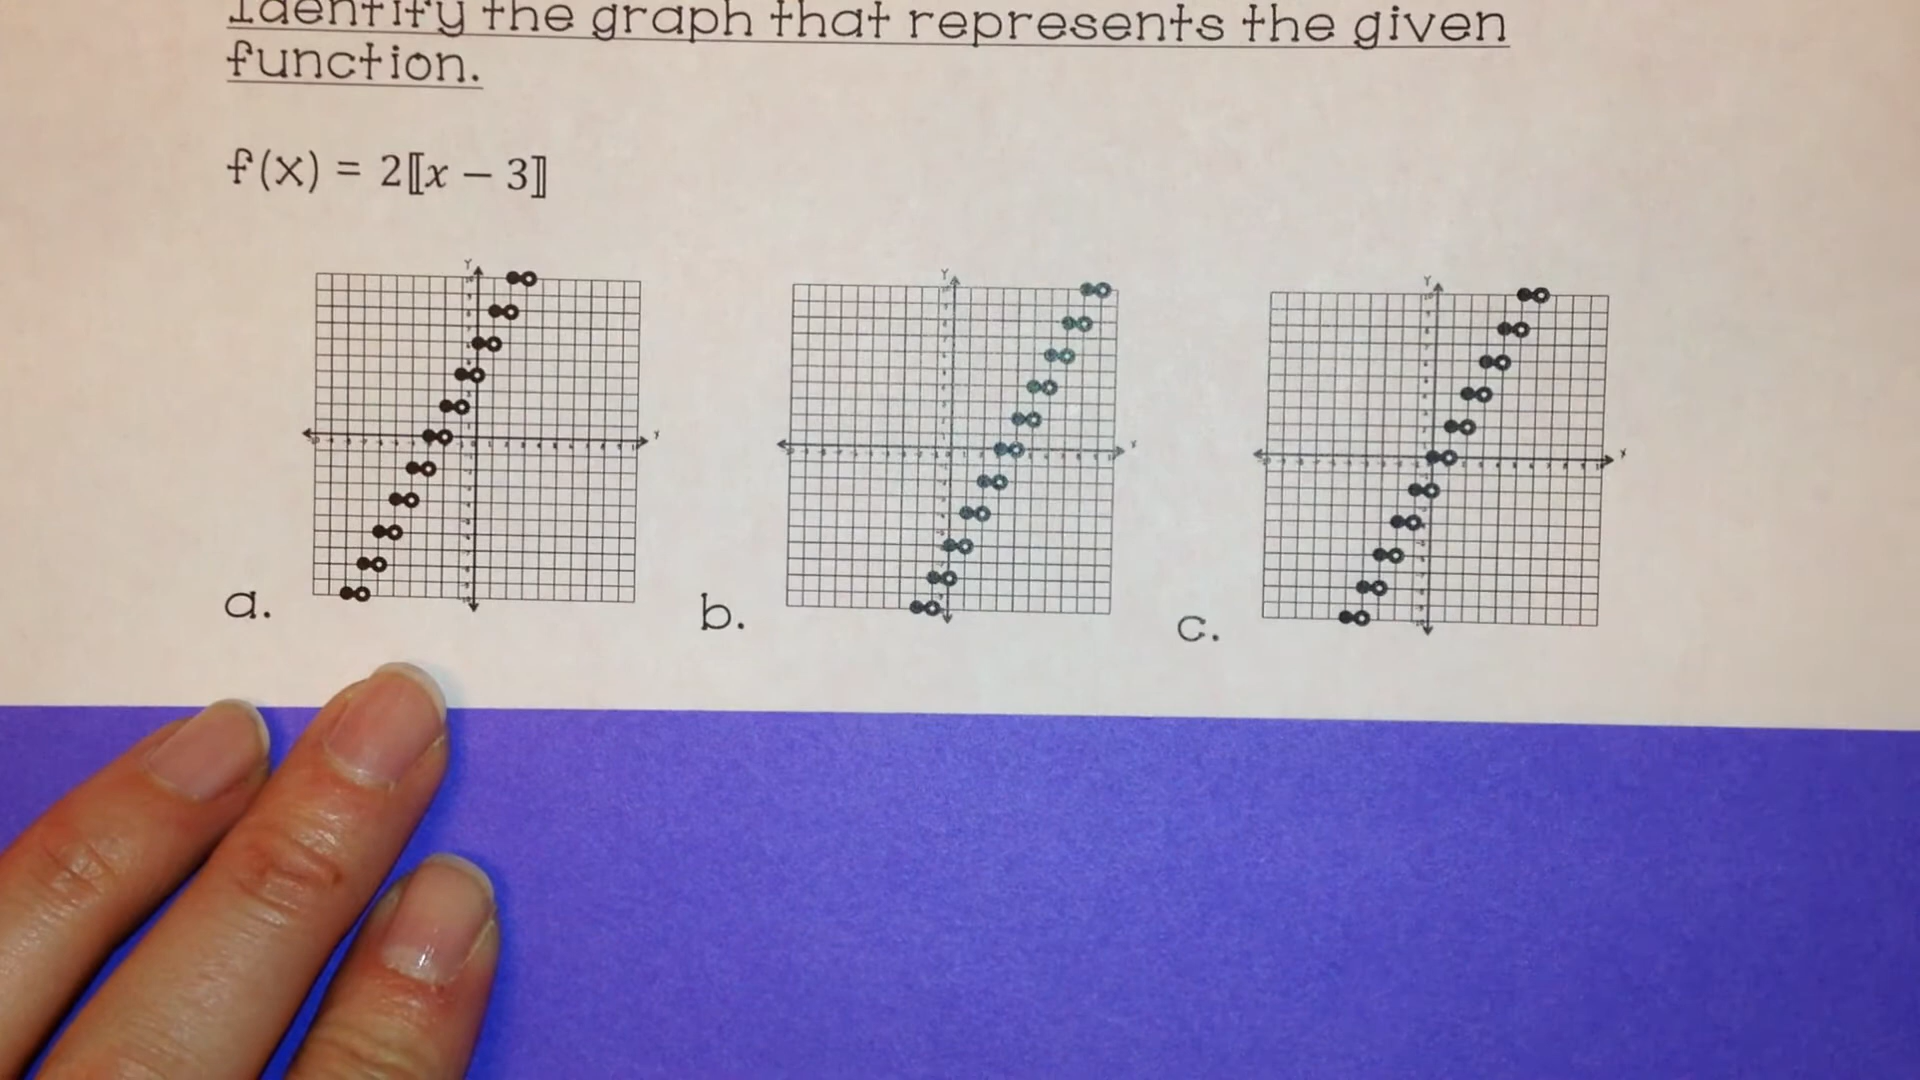 Identify the graph that represents the given
function.
f(x) = 2⟦x − 3⟧
Y
Y
Y
x
x
x
a.
b.
c.